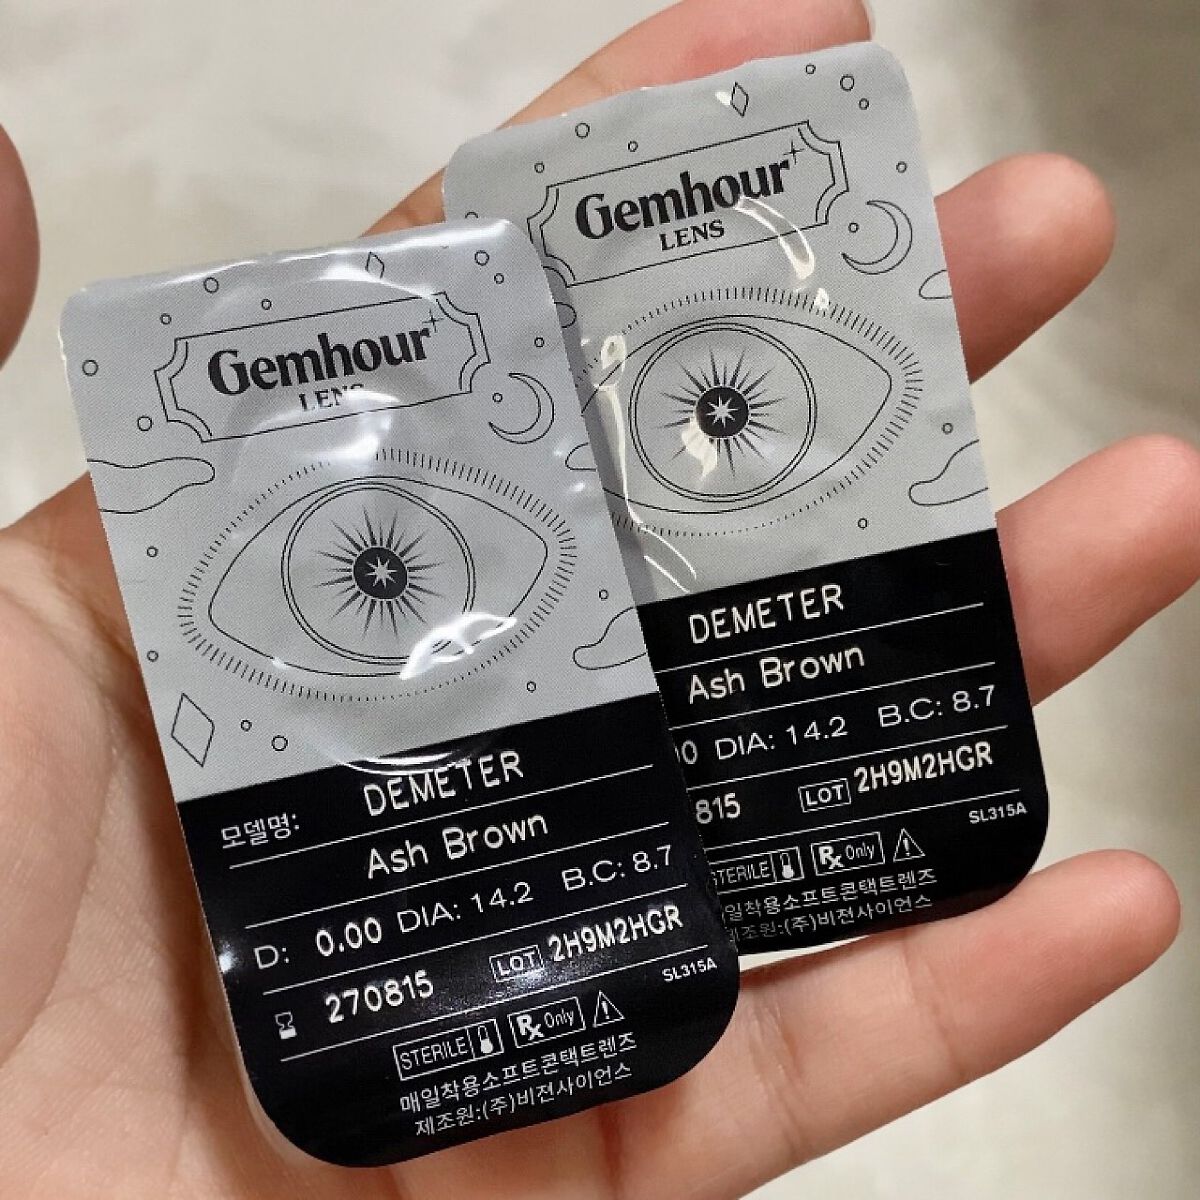 Gemhour
LENS
DEMETER
Ash Brown
0 DIA: 14.2 B.C: 8.7
815 LOT 2H9M2HGR
SL315A
STERILE Rx Only
일착용소프트콘택트렌즈
제조원:(주)비젼사이언스
Gemhour
LENS
모델명: DEMETER
Ash Brown
D: 0.00 DIA: 14.2 B.C: 8.7
270815 LOT 2H9M2HGR
SL315A
STERILE Rx Only
매일착용소프트콘택트렌즈
제조원:(주)비젼사이언스